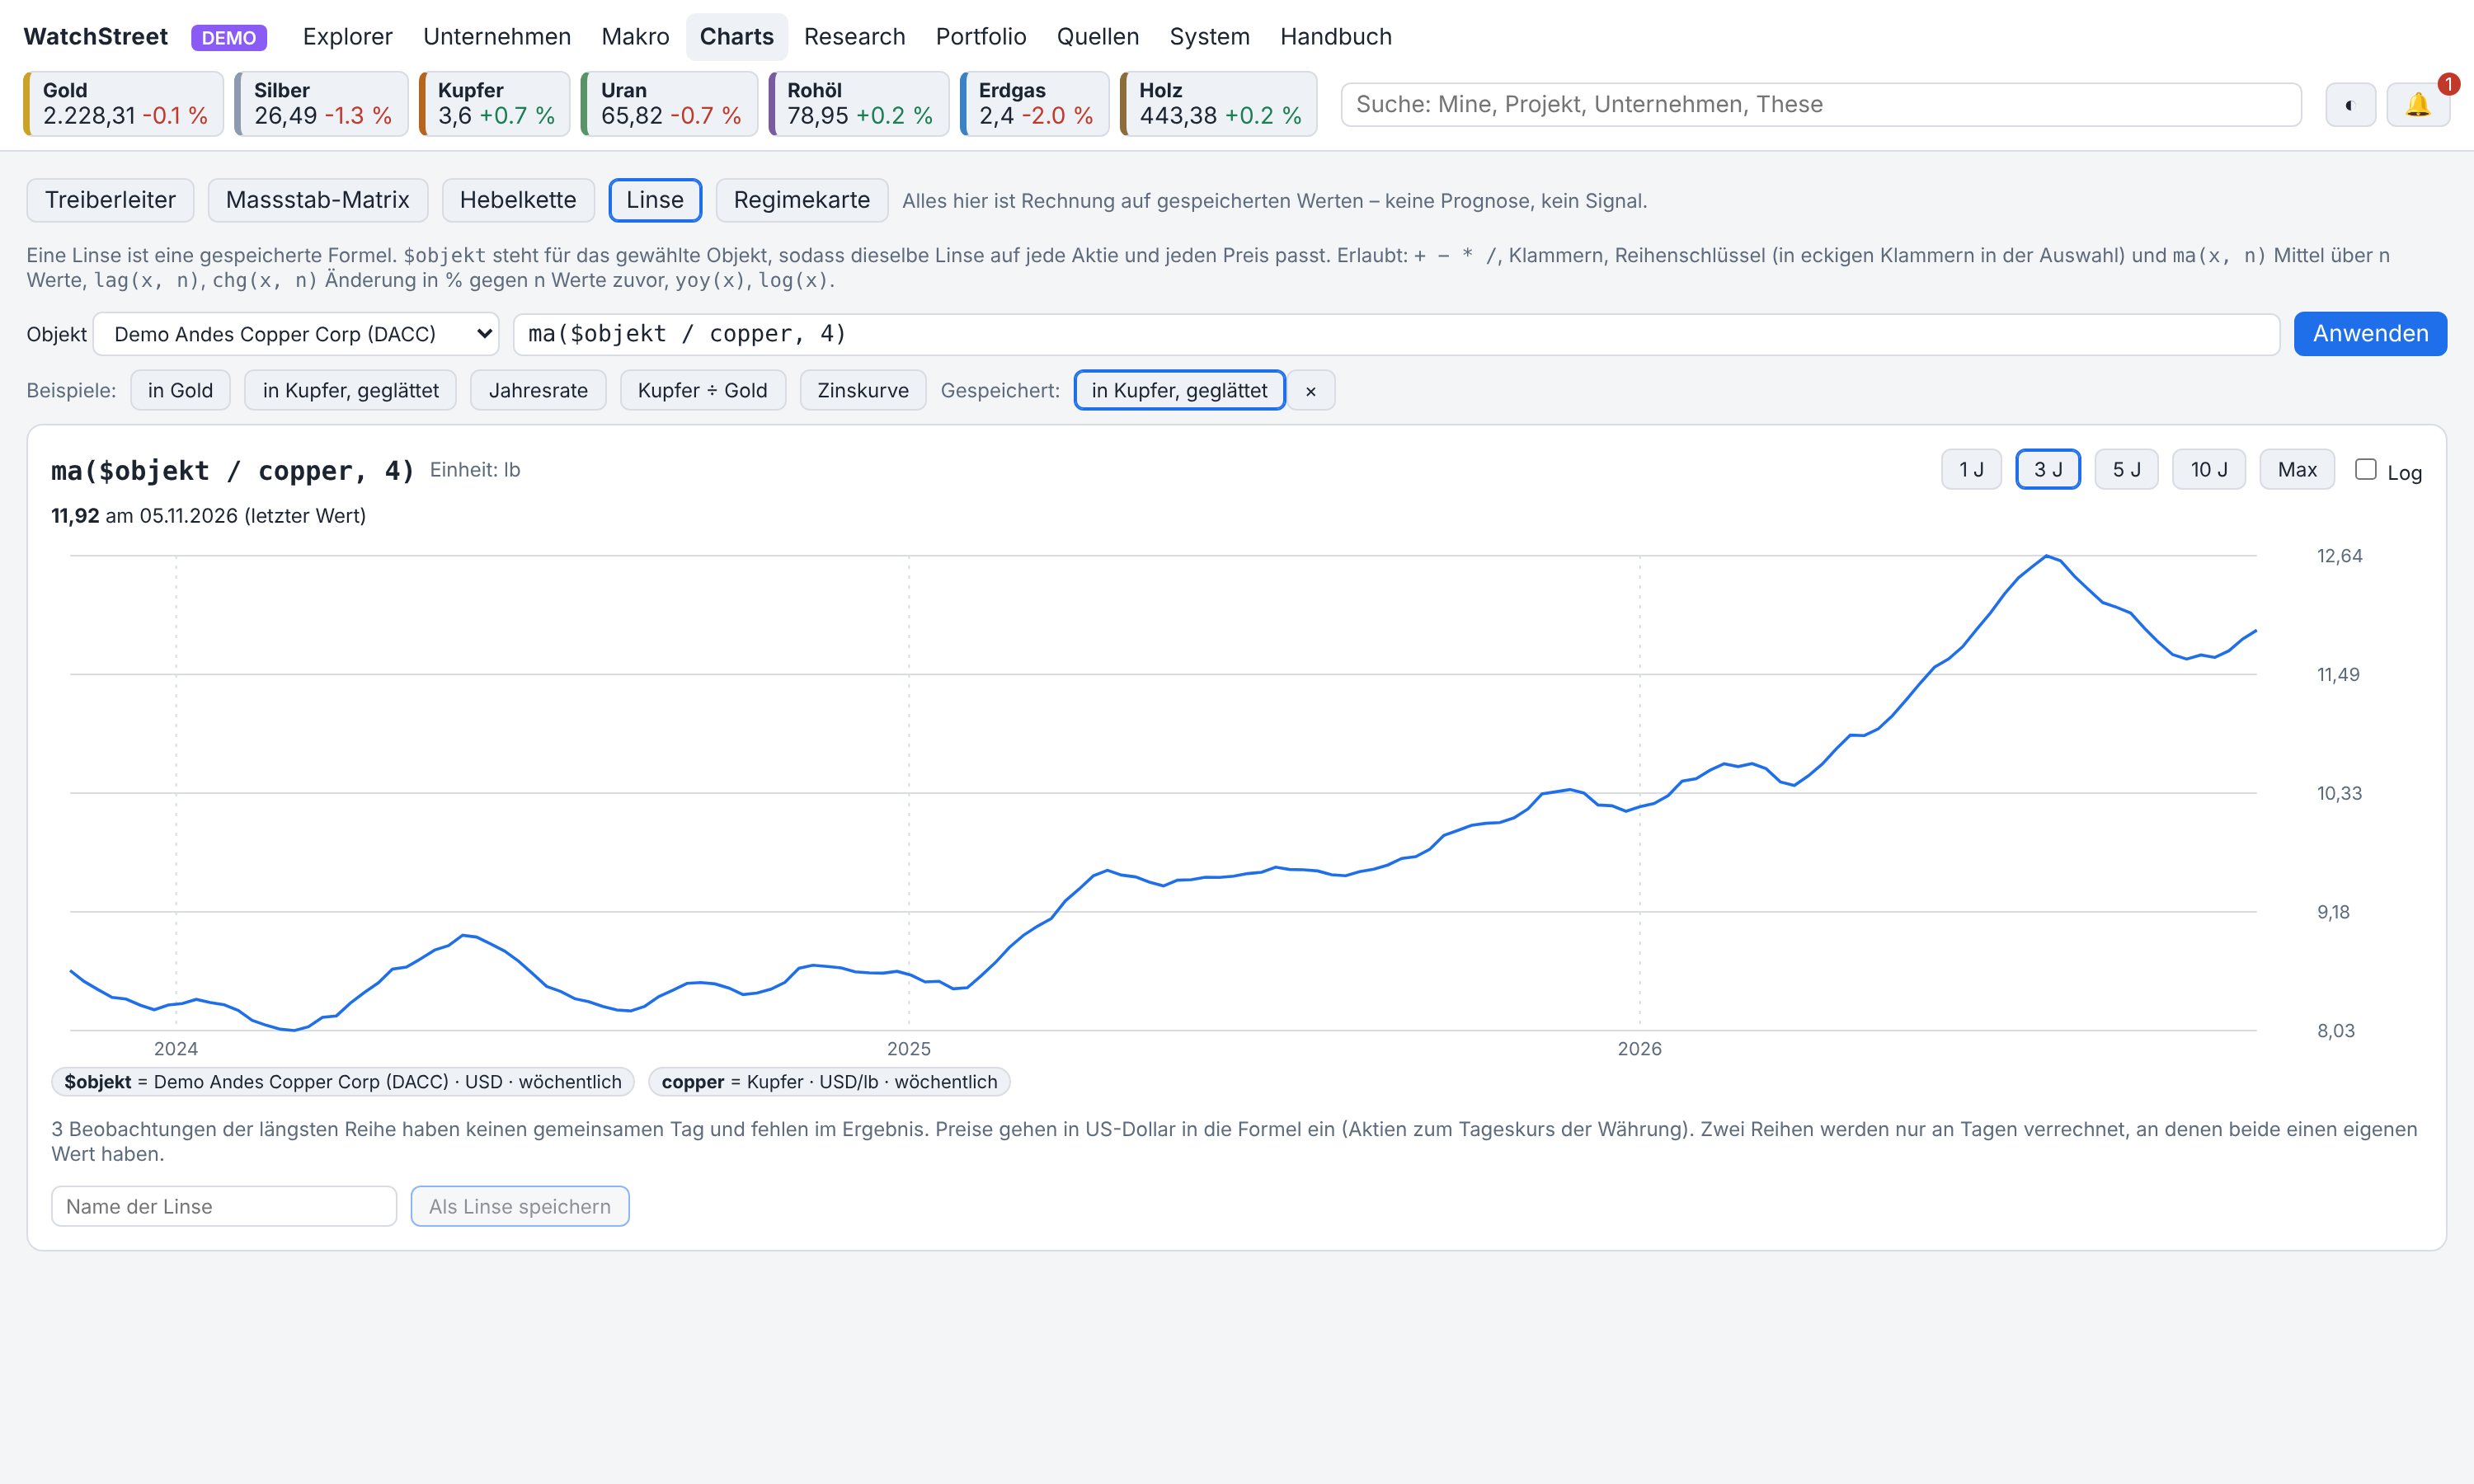 WatchStreet DEMO Explorer Unternehmen Makro Charts Research Portfolio Quellen System Handbuch
Gold Silber Kupfer Uran Rohöl Erdgas Holz
2.228,31 -0.1 % 26,49 -1.3 % 3,6 +0.7 % 65,82 -0.7 % 78,95 +0.2 % 2,4 -2.0 % 443,38 +0.2 % Suche: Mine, Projekt, Unternehmen, These 1
Treiberleiter Massstab-Matrix Hebelkette Linse Regimekarte Alles hier ist Rechnung auf gespeicherten Werten – keine Prognose, kein Signal.
Eine Linse ist eine gespeicherte Formel. $objekt steht für das gewählte Objekt, sodass dieselbe Linse auf jede Aktie und jeden Preis passt. Erlaubt: + − * /, Klammern, Reihenschlüssel (in eckigen Klammern in der Auswahl) und ma(x, n) Mittel über n
Werte, lag(x, n), chg(x, n) Änderung in % gegen n Werte zuvor, yoy(x), log(x).
Objekt Demo Andes Copper Corp (DACC) ma($objekt / copper, 4) Anwenden
Beispiele: in Gold in Kupfer, geglättet Jahresrate Kupfer ÷ Gold Zinskurve Gespeichert: in Kupfer, geglättet ×
ma($objekt / copper, 4) Einheit: lb 1 J 3 J 5 J 10 J Max Log
11,92 am 05.11.2026 (letzter Wert)
12,64
11,49
10,33
9,18
8,03
2024 2025 2026
$objekt = Demo Andes Copper Corp (DACC) · USD · wöchentlich copper = Kupfer · USD/lb · wöchentlich
3 Beobachtungen der längsten Reihe haben keinen gemeinsamen Tag und fehlen im Ergebnis. Preise gehen in US-Dollar in die Formel ein (Aktien zum Tageskurs der Währung). Zwei Reihen werden nur an Tagen verrechnet, an denen beide einen eigenen
Wert haben.
Name der Linse Als Linse speichern